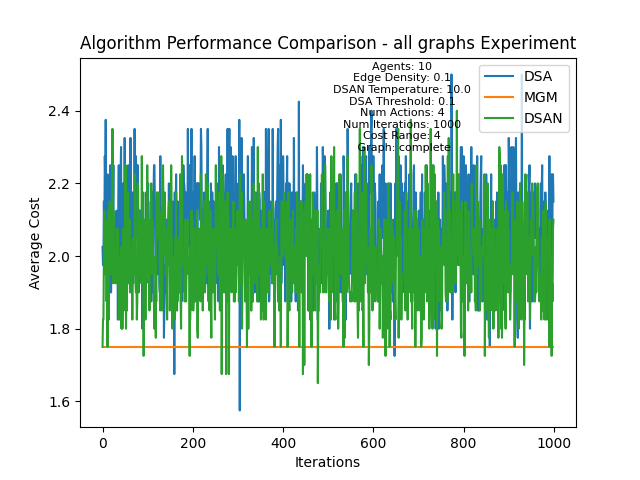 Algorithm Performance Comparison - all graphs Experiment
Agents: 10
Edge Density: 0.1
DSAN Temperature: 10.0
DSA Threshold: 0.1
Num Actions: 4
Num Iterations: 1000
Cost Range: 4
Graph: complete
DSA
MGM
DSAN
Average Cost
2.4
2.2
2.0
1.8
1.6
0 200 400 600 800 1000
Iterations